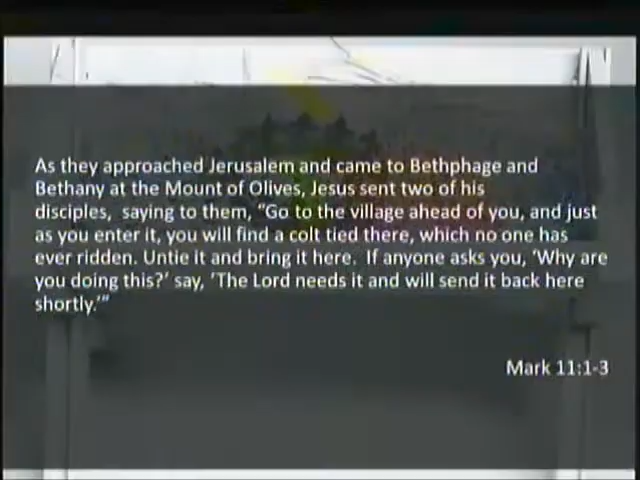 As they approached Jerusalem and came to Bethphage and
Bethany at the Mount of Olives, Jesus sent two of his
disciples,  saying to them, “Go to the village ahead of you, and just
as you enter it, you will find a colt tied there, which no one has
ever ridden. Untie it and bring it here.  If anyone asks you, ‘Why are
you doing this?’ say, ‘The Lord needs it and will send it back here
shortly.’”
Mark 11:1-3